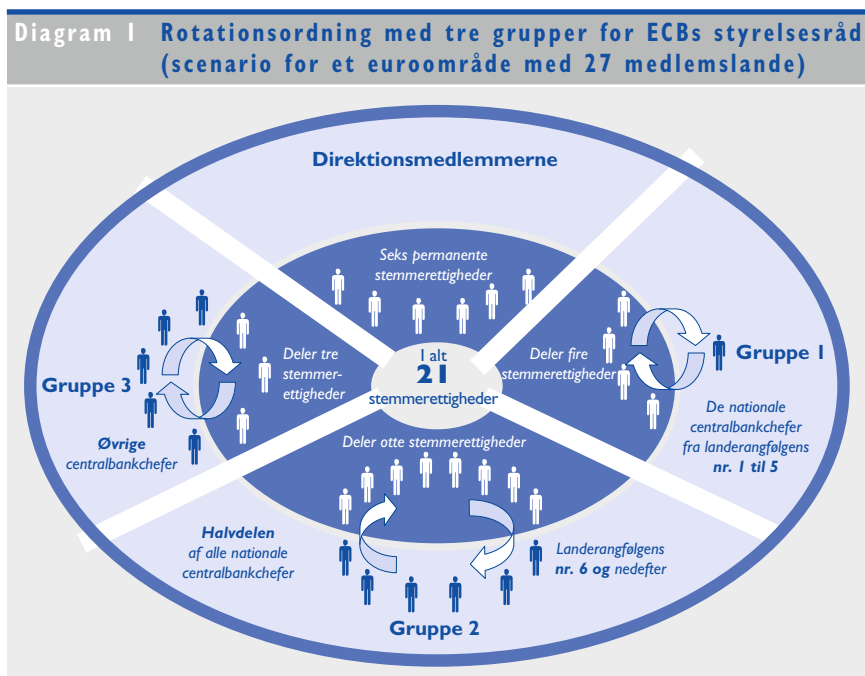 Diagram 1 Rotationsordning med tre grupper for ECBs styrelsesråd
(scenario for et euroområde med 27 medlemslande)
Direktionsmedlemmerne
Seks permanente
stemmerettigheder
Deler tre
stemmer-
ettigheder
I alt
21
stemmerettigheder
Deler fire
stemmerettigheder
Gruppe 1
De nationale
centralbankchefer
fra landerangfølgens
nr. 1 til 5
Gruppe 3
Øvrige
centralbankchefer
Deler otte stemmerettigheder
Halvdelen
af alle nationale
centralbankchefer
Landerangfølgens
nr. 6 og nedefter
Gruppe 2